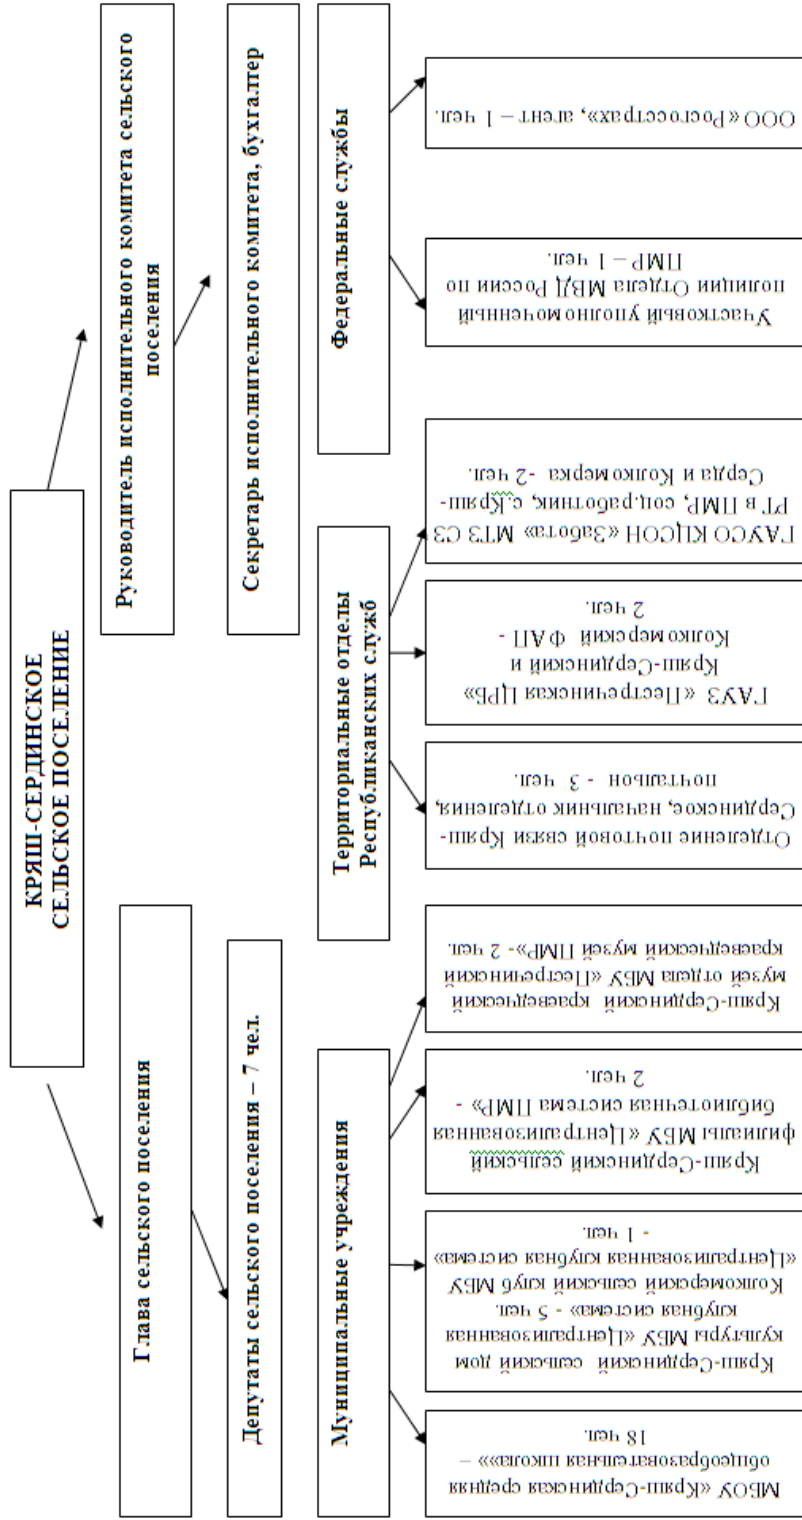 КРЯШ-СЕРДИНСКОЕ
СЕЛЬСКОЕ ПОСЕЛЕНИЕ
Глава сельского поселения
Руководитель исполнительного комитета сельского
поселения
Депутаты сельского поселения – 7 чел.
Секретарь исполнительного комитета, бухгалтер
Муниципальные учреждения
Территориальные отделы
Республиканских служб
Федеральные службы
МБОУ «Кряш-Сердинская средняя
общеобразовательная школа»» –
18 чел.
Кряш-Сердинский сельский дом
культуры МБУ «Централизованная
клубная система» - 5 чел.
Колкомерский сельский клуб МБУ
«Централизованная клубная система»
- 1 чел.
Кряш-Сердинский сельский
филиалы МБУ «Централизованная
библиотечная система ПМР» -
2 чел.
Кряш-Сердинский краеведческий
музей отдела МБУ «Пестречинский
краеведческий музей ПМР»- 2 чел.
Отделение почтовой связи Кряш-
Сердинское, начальник отделения,
почтальон - 3 чел.
ГАУЗ «Пестречинская ЦРБ»
Кряш-Сердинский и
Колкомерский ФАП -
2 чел.
ГАУСО КЦСОН «Забота» МТЗ СЗ
РТ в ПМР, соц.работник, с.Кряш-
Серда и Колкомерка -2 чел.
Участковый уполномоченный
полиции Отдела МВД России по
ПМР – 1 чел.
ООО «Росгосстрах», агент – 1 чел.